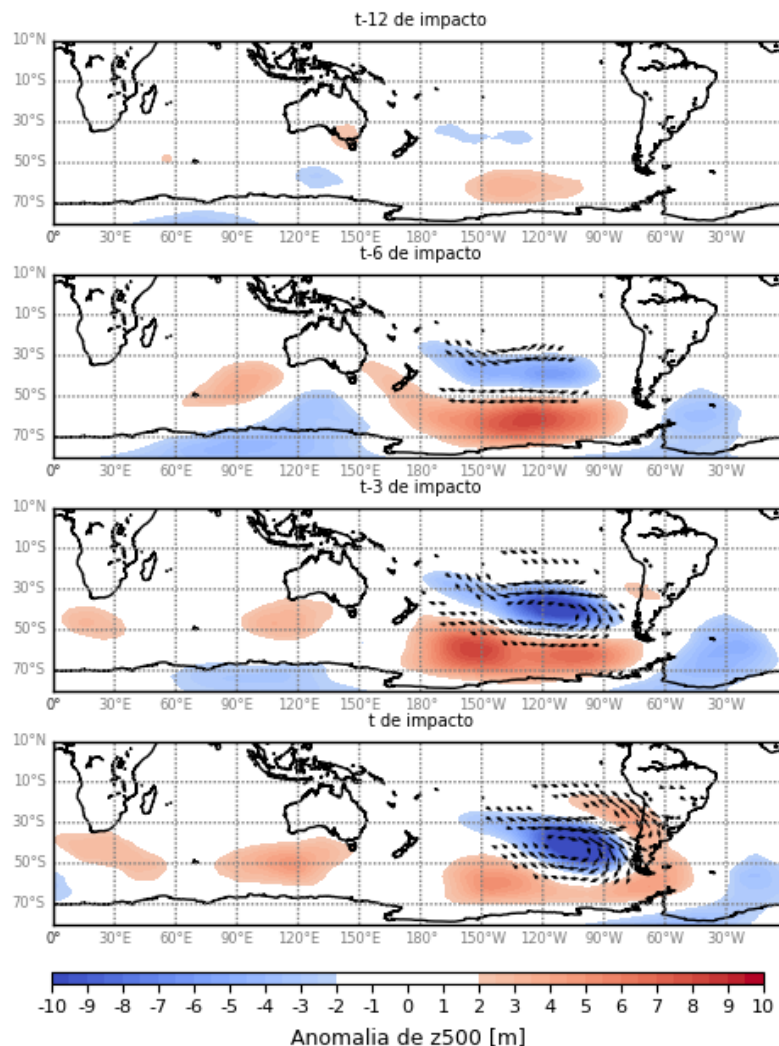 t-12 de impacto
10°N
10°S
30°S
50°S
70°S
0° 30°E 60°E 90°E 120°E 150°E 180° 150°W 120°W 90°W 60°W 30°W
t-6 de impacto
10°N
10°S
30°S
50°S
70°S
0° 30°E 60°E 90°E 120°E 150°E 180° 150°W 120°W 90°W 60°W 30°W
t-3 de impacto
10°N
10°S
30°S
50°S
70°S
0° 30°E 60°E 90°E 120°E 150°E 180° 150°W 120°W 90°W 60°W 30°W
t de impacto
10°N
10°S
30°S
50°S
70°S
0° 30°E 60°E 90°E 120°E 150°E 180° 150°W 120°W 90°W 60°W 30°W
-10 -9 -8 -7 -6 -5 -4 -3 -2 -1 0 1 2 3 4 5 6 7 8 9 10
Anomalia de z500 [m]